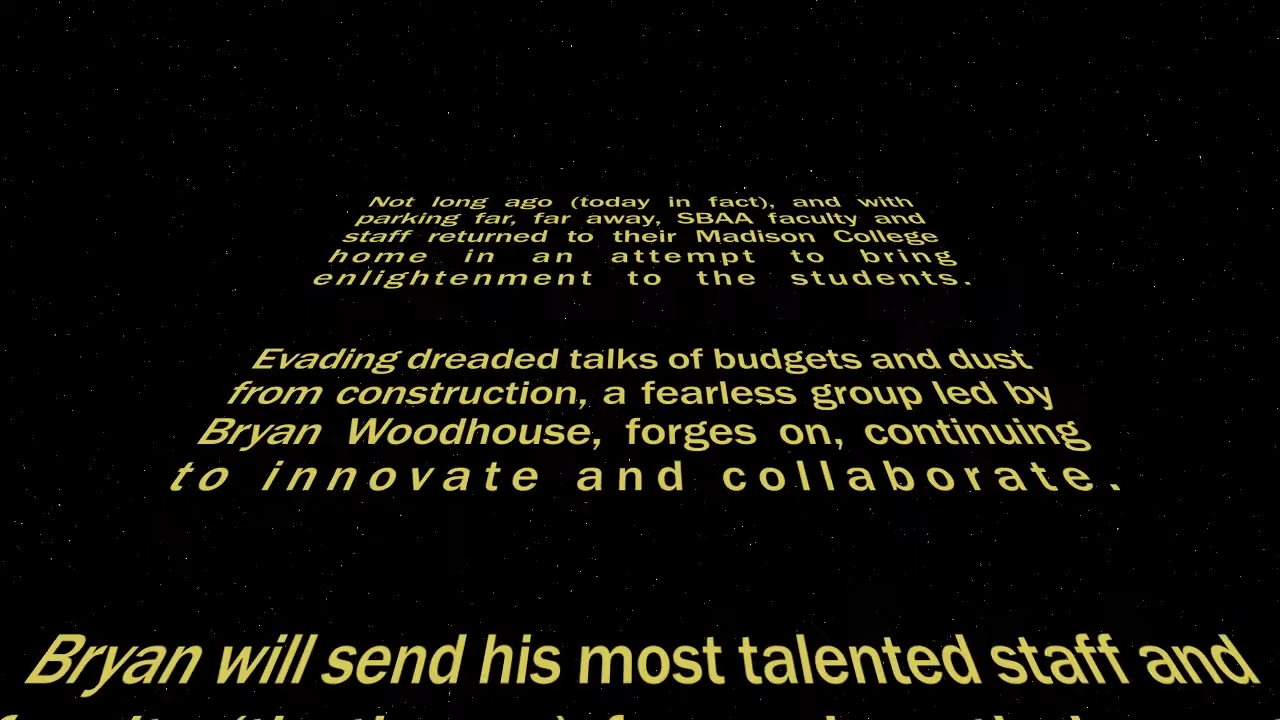 Not long ago (today in fact), and with
parking far, far away, SBAA faculty and
staff returned to their Madison College
home in an attempt to bring
enlightenment to the students.
Evading dreaded talks of budgets and dust
from construction, a fearless group led by
Bryan Woodhouse, forges on, continuing
to innovate and collaborate.
Bryan will send his most talented staff and